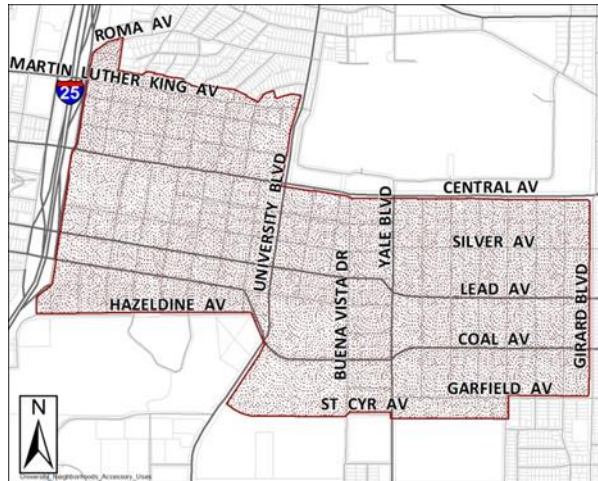 ROMA AV
MARTIN LUTHER KING AV
25
UNIVERSITY BLVD
CENTRAL AV
YALE BLVD
SILVER AV
BUENA VISTA DR
LEAD AV
GIRARD BLVD
HAZELDINE AV
COAL AV
GARFIELD AV
ST CYR AV
N
University_Neighborhoods_Accessory_Uses